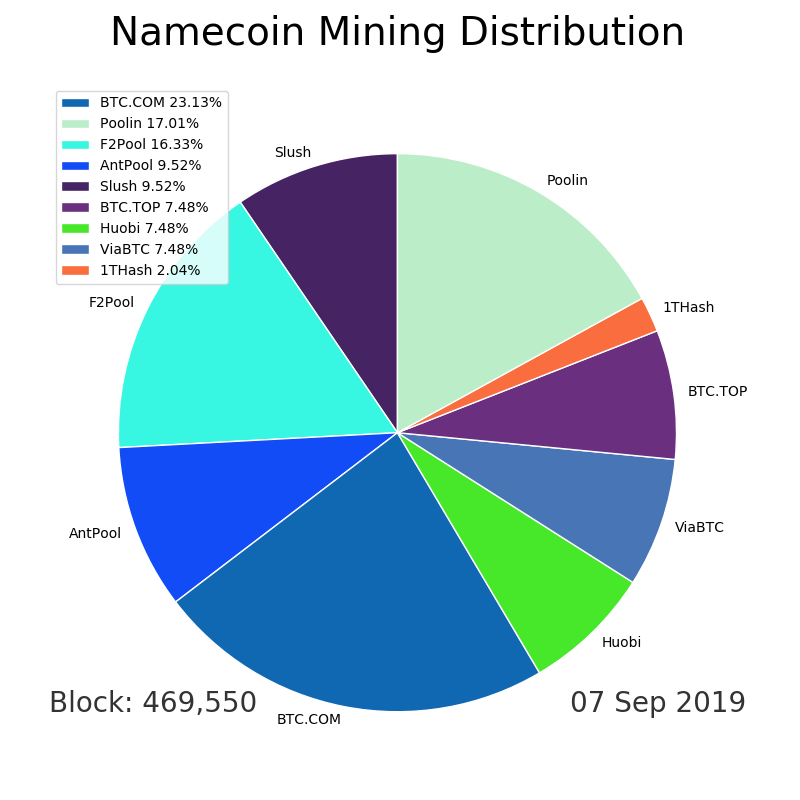 Namecoin Mining Distribution
BTC.COM 23.13%
Poolin 17.01%
F2Pool 16.33%
AntPool 9.52%
Slush 9.52%
BTC.TOP 7.48%
Huobi 7.48%
ViaBTC 7.48%
1THash 2.04%
Slush
Poolin
F2Pool
1THash
BTC.TOP
AntPool
ViaBTC
Huobi
Block: 469,550
07 Sep 2019
BTC.COM